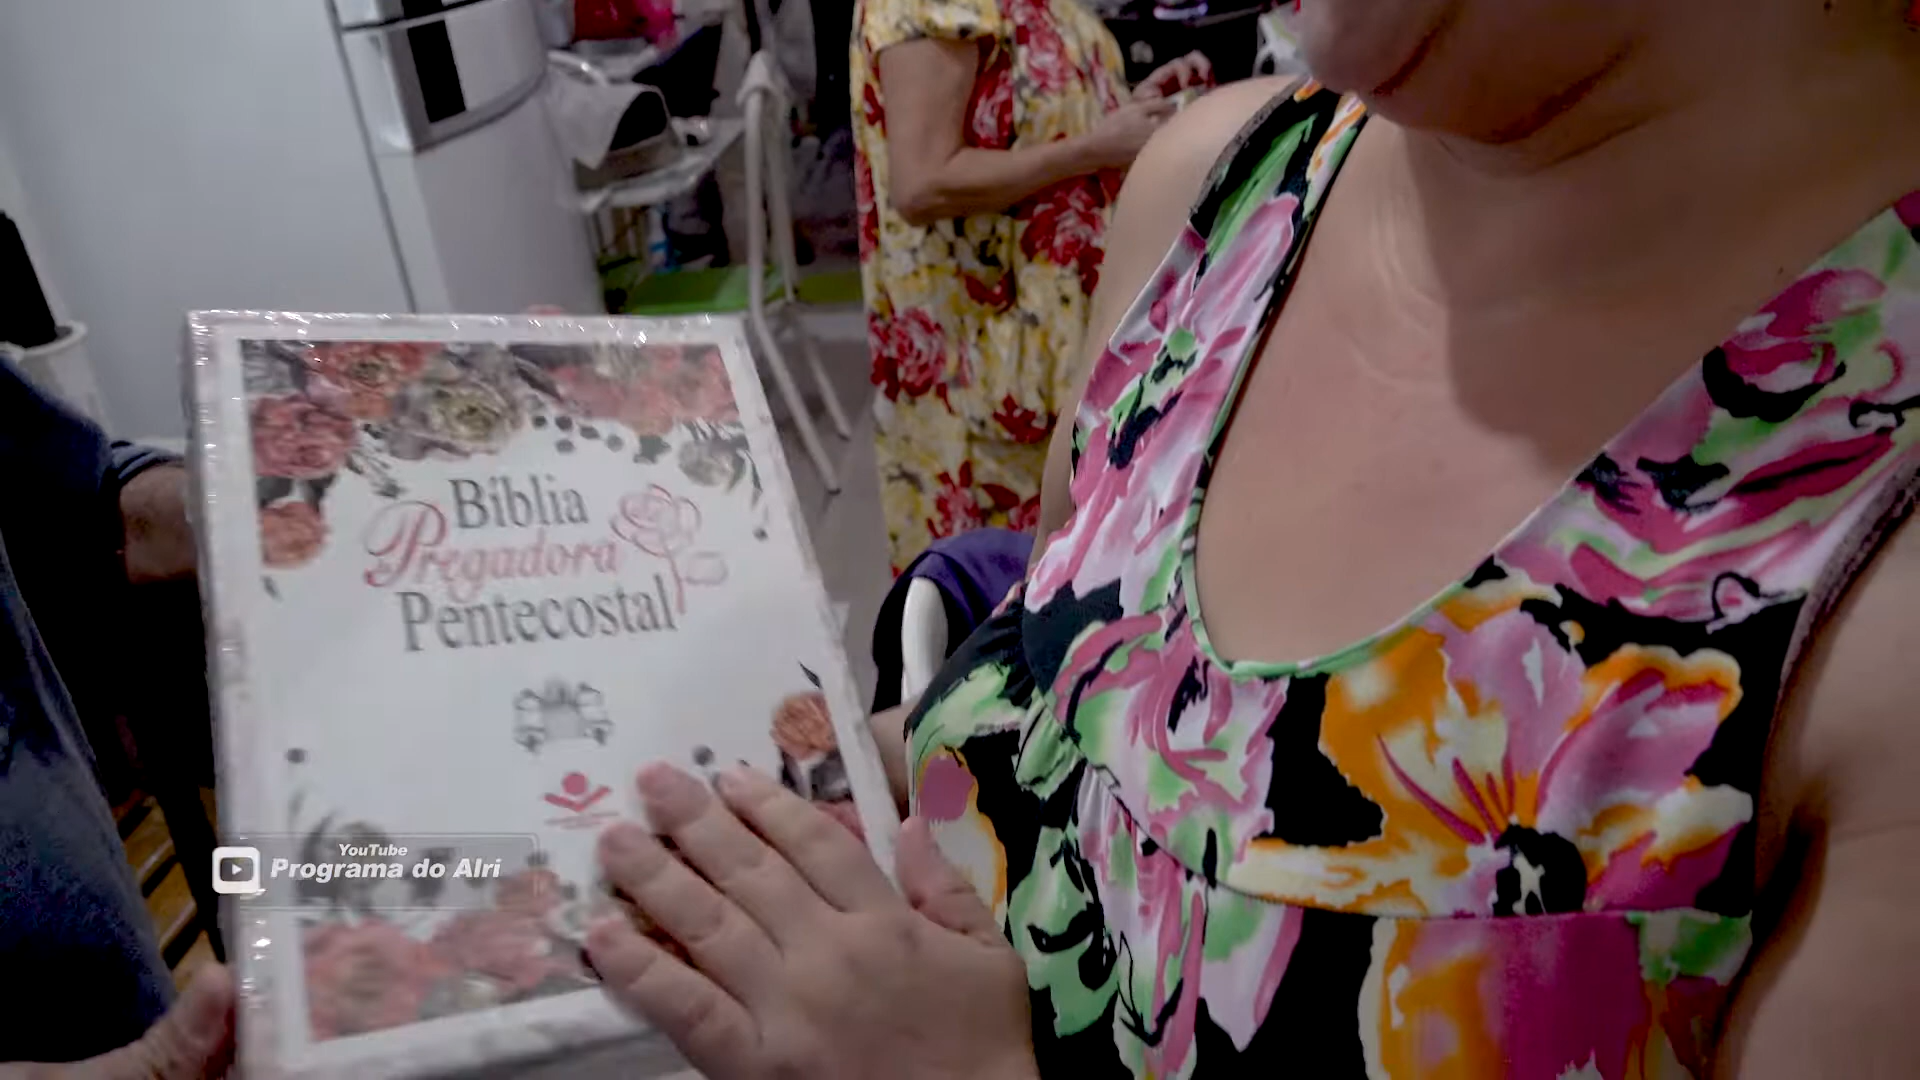 Bíblia
Pregadora
Pentecostal
YouTube
Programa do Alri